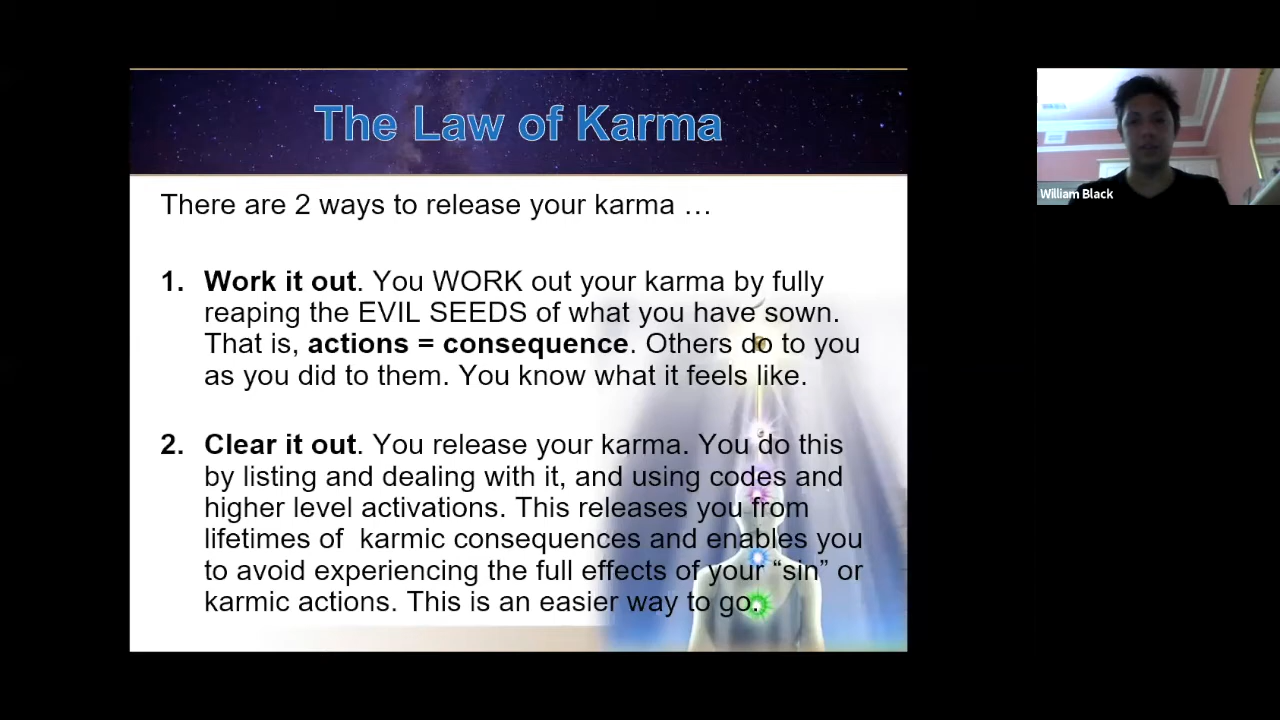 The Law of Karma
There are 2 ways to release your karma …
1. Work it out. You WORK out your karma by fully
reaping the EVIL SEEDS of what you have sown.
That is, actions = consequence. Others do to you
as you did to them. You know what it feels like.
2. Clear it out. You release your karma. You do this
by listing and dealing with it, and using codes and
higher level activations. This releases you from
lifetimes of  karmic consequences and enables you
to avoid experiencing the full effects of your “sin” or
karmic actions. This is an easier way to go.
William Black